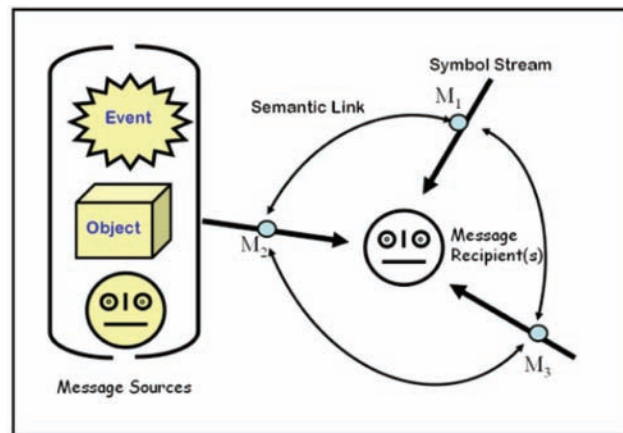 Symbol Stream
M1
Semantic Link
Event
Object
M2
Message
Recipient(s)
M3
Message Sources